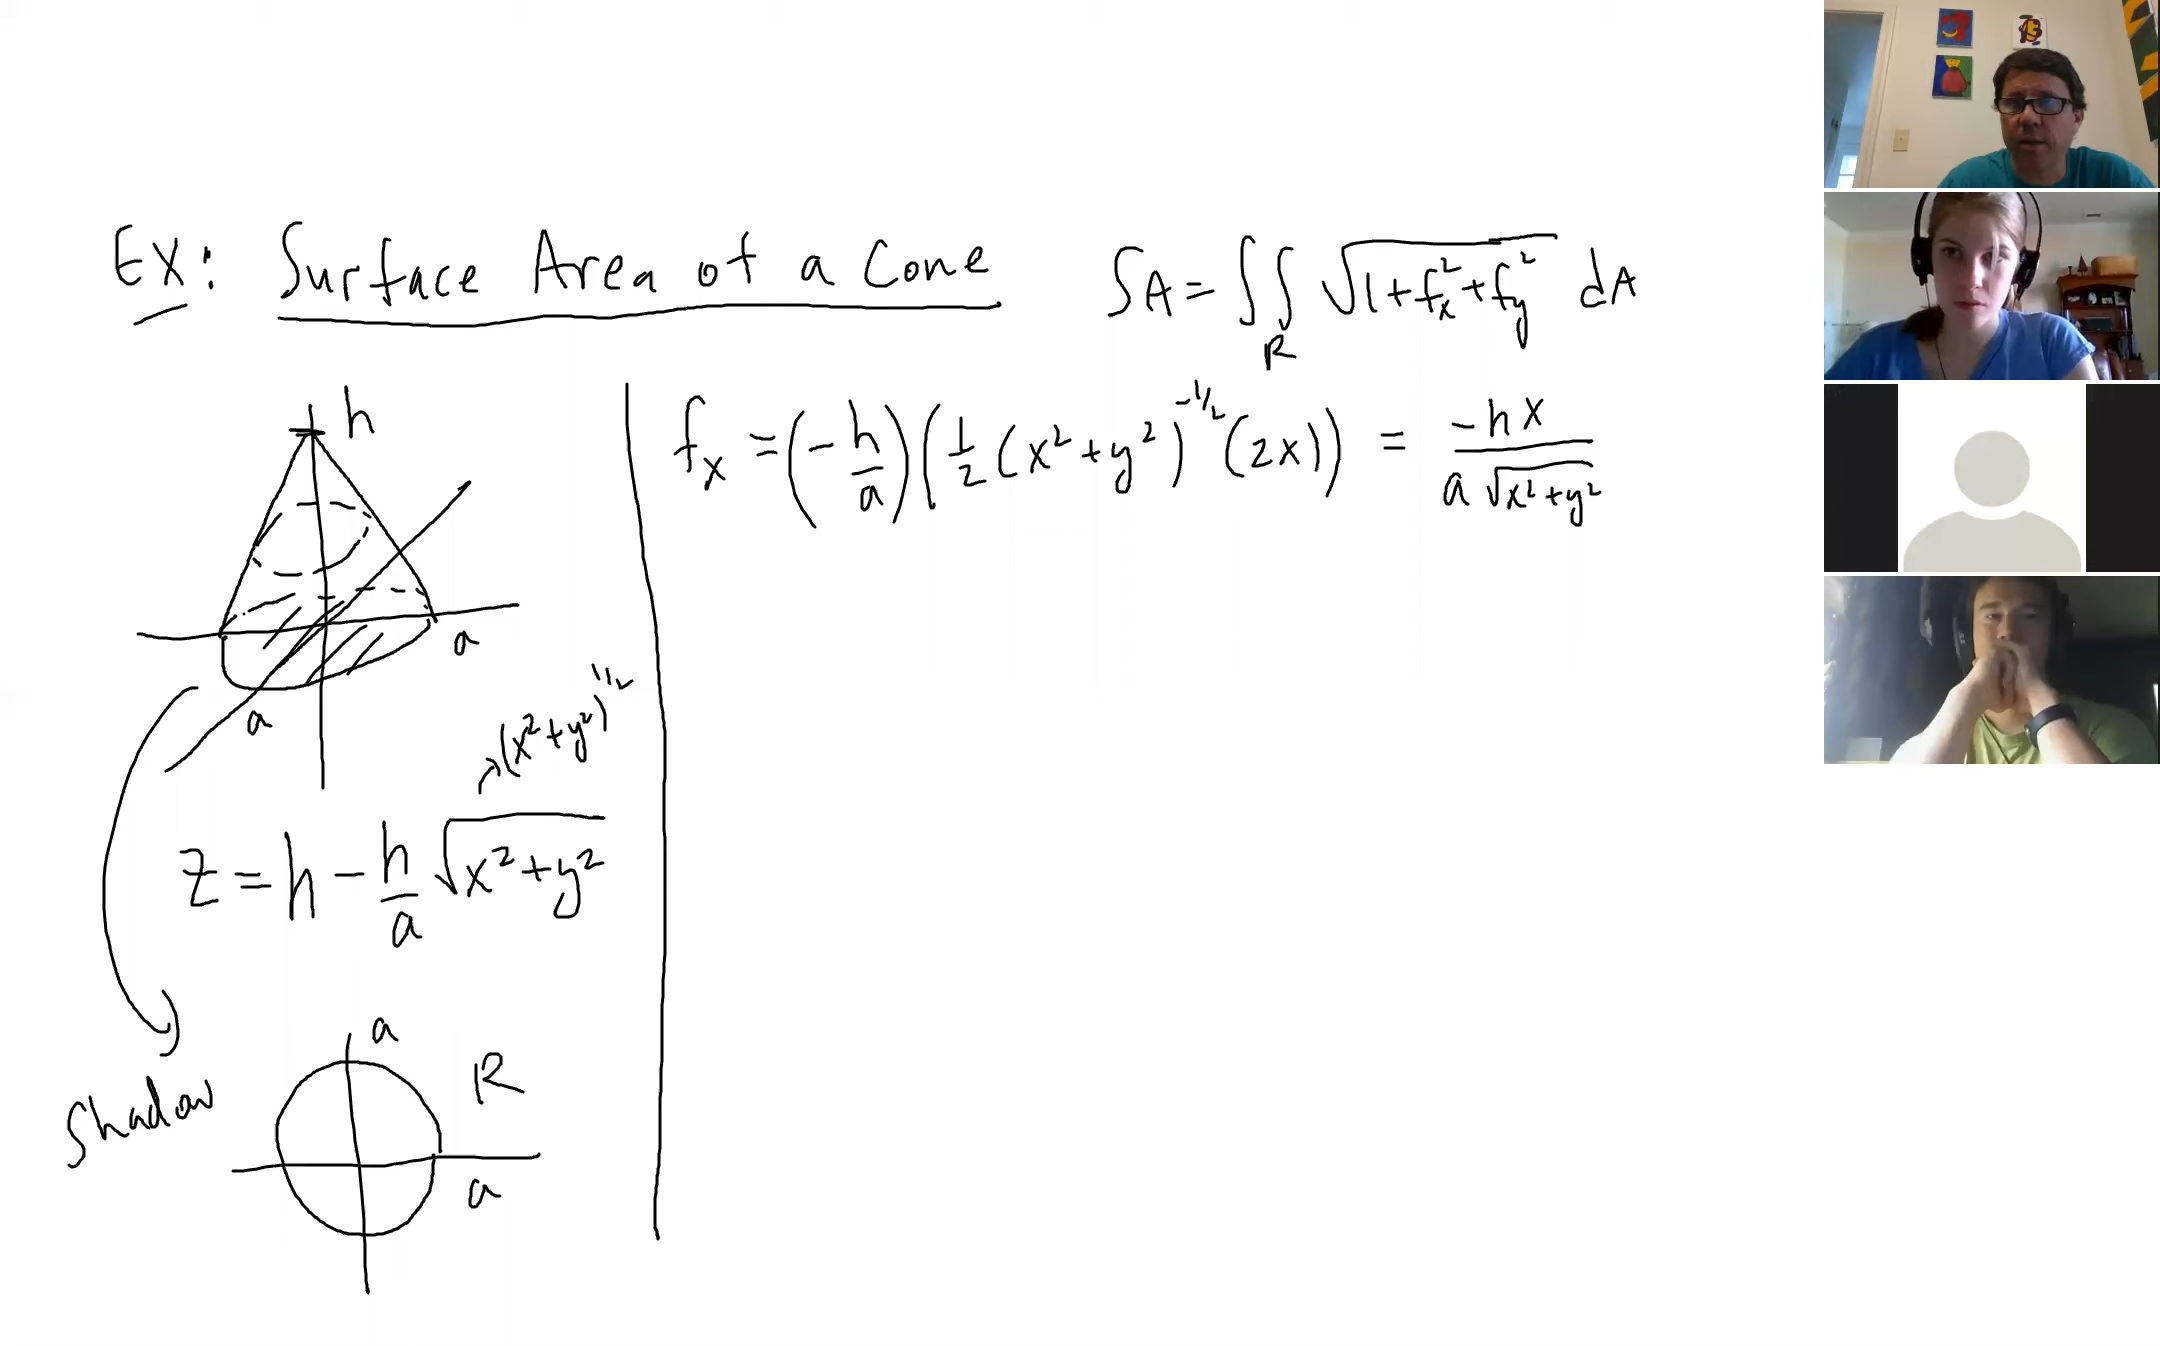 EX: Surface Area of a Cone
SA = ∫∫ √(1+f_x²+f_y²) dA
R
h
a
a
f_x = (-h/a)(1/2 (x²+y²)^(-1/2) (2x)) = -hx / (a √(x²+y²))
→(x²+y²)^(1/2)
z = h - h/a √(x²+y²)
Shadow
a
R
a